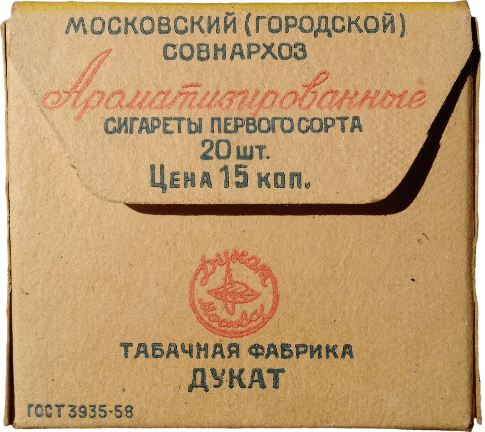 МОСКОВСКИЙ (ГОРОДСКОЙ)
СОВНАРХОЗ
Ароматизированные
СИГАРЕТЫ ПЕРВОГО СОРТА
20 шт.
ЦЕНА 15 коп.
Дукат
Москва
ТАБАЧНАЯ ФАБРИКА
ДУКАТ
ГОСТ 3935-58